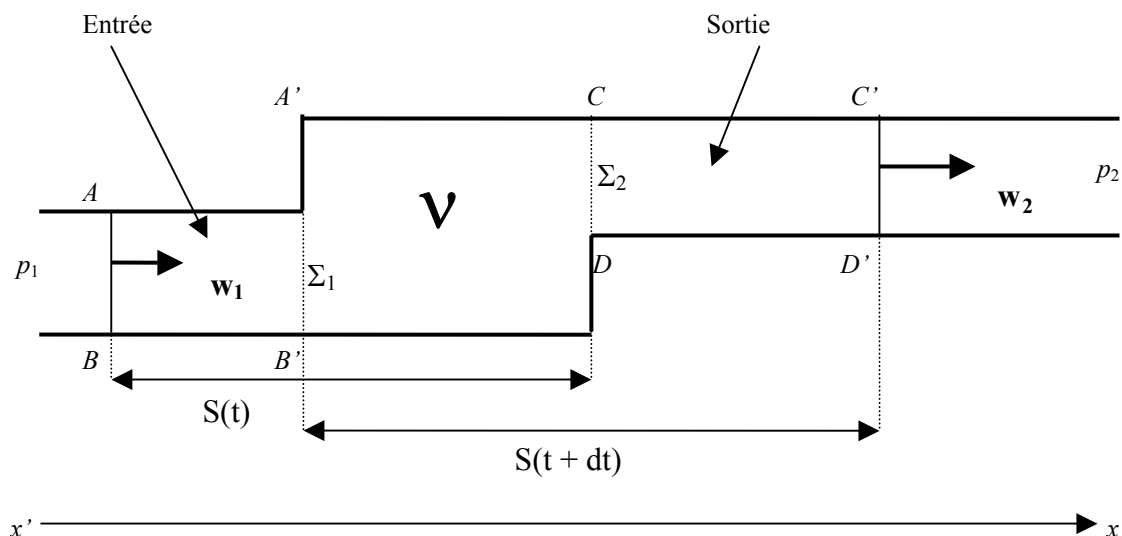 Entrée Sortie
A’ C C’
A Σ2 p2
ν
p1 w1 Σ1 D D’ w2
B B’
S(t)
S(t + dt)
x’ x